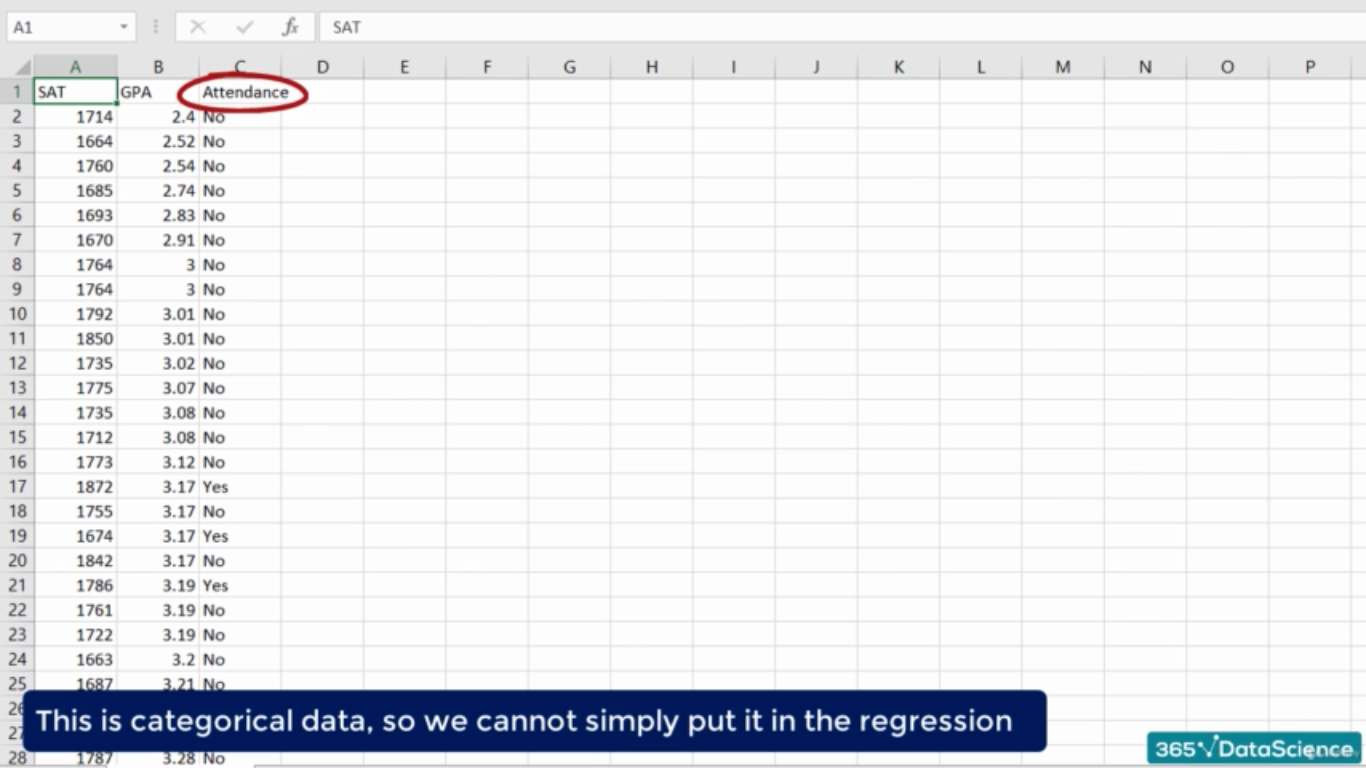 A1 fx SAT
A B C D E F G H I J K L M N O P
1 SAT GPA Attendance
2 1714 2.4 No
3 1664 2.52 No
4 1760 2.54 No
5 1685 2.74 No
6 1693 2.83 No
7 1670 2.91 No
8 1764 3 No
9 1764 3 No
10 1792 3.01 No
11 1850 3.01 No
12 1735 3.02 No
13 1775 3.07 No
14 1735 3.08 No
15 1712 3.08 No
16 1773 3.12 No
17 1872 3.17 Yes
18 1755 3.17 No
19 1674 3.17 Yes
20 1842 3.17 No
21 1786 3.19 Yes
22 1761 3.19 No
23 1722 3.19 No
24 1663 3.2 No
25 1687 3.21 No
This is categorical data, so we cannot simply put it in the regression
28 1787 3.28 No
365 DataScience